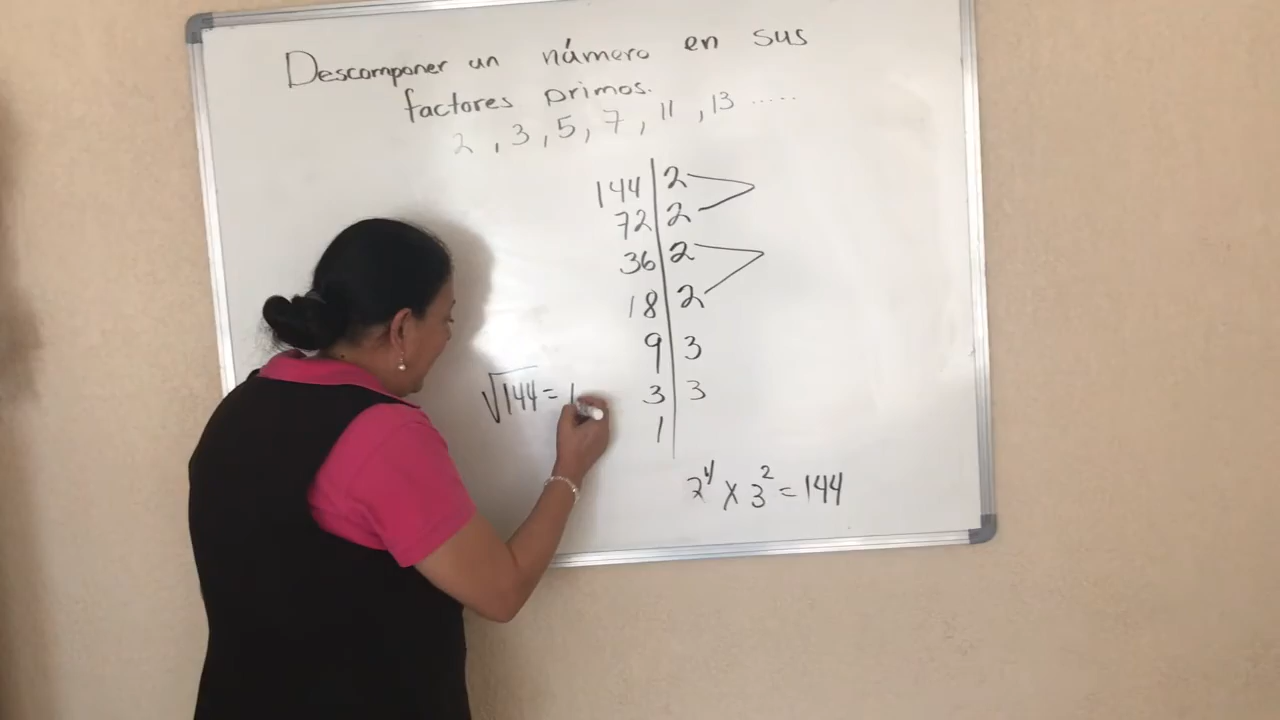 Descomponer un número en sus
factores primos.
2, 3, 5, 7, 11, 13 .....
144 | 2
72 | 2
36 | 2
18 | 2
9 | 3
√144 = 1
3 | 3
1 |
2⁴ x 3² = 144